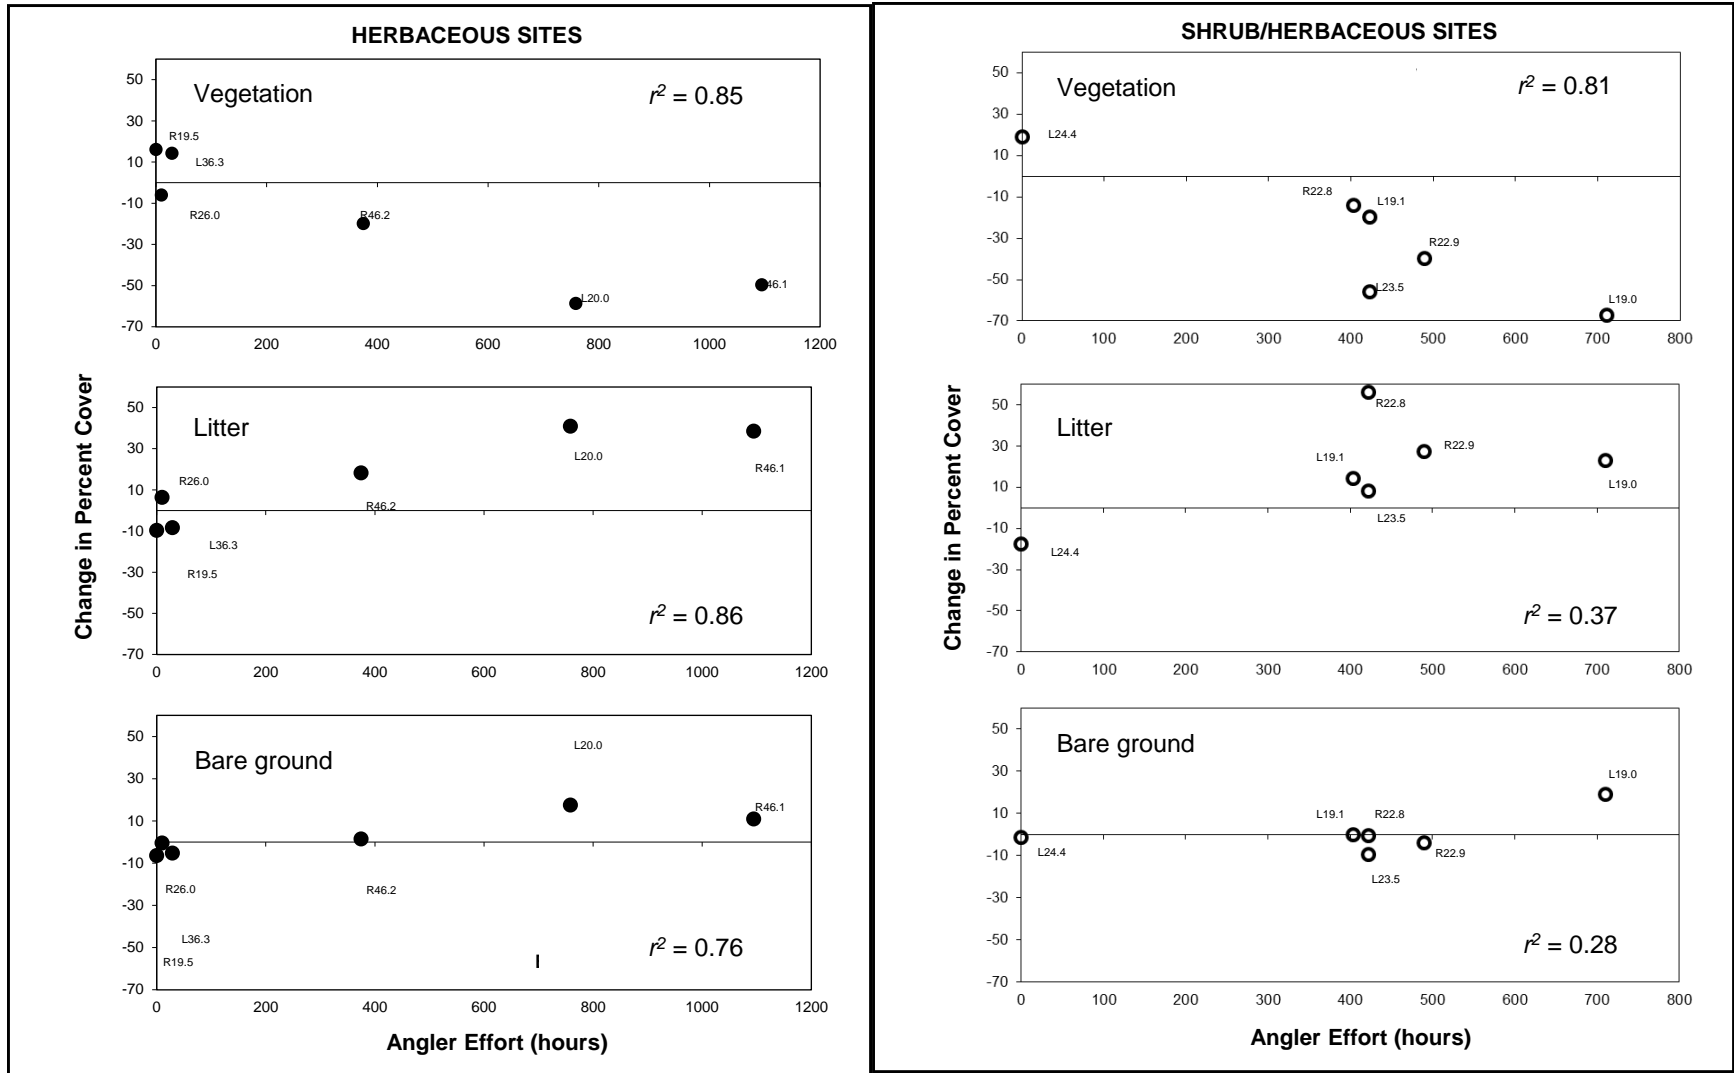 HERBACEOUS SITES
50
30
10
-10
-30
-50
-70
Vegetation
r² = 0.85
R19.5
L36.3
R26.0
R46.2
L20.0
46.1
0 200 400 600 800 1000 1200
50
30
10
-10
-30
-50
-70
Litter
R26.0
R46.2
L20.0
R46.1
L36.3
R19.5
r² = 0.86
0 200 400 600 800 1000 1200
50
30
10
-10
-30
-50
-70
Bare ground
L20.0
R46.1
R26.0
R46.2
L36.3
R19.5
r² = 0.76
0 200 400 600 800 1000 1200
Change in Percent Cover
Angler Effort (hours)
SHRUB/HERBACEOUS SITES
50
30
10
-10
-30
-50
-70
Vegetation
r² = 0.81
L24.4
R22.8
L19.1
R22.9
L23.5
L19.0
0 100 200 300 400 500 600 700 800
50
30
10
-10
-30
-50
-70
Litter
R22.8
L19.1
R22.9
L19.0
L23.5
L24.4
r² = 0.37
0 100 200 300 400 500 600 700 800
50
30
10
-10
-30
-50
-70
Bare ground
L19.0
L19.1
R22.8
L24.4
R22.9
L23.5
r² = 0.28
0 100 200 300 400 500 600 700 800
Change in Percent Cover
Angler Effort (hours)